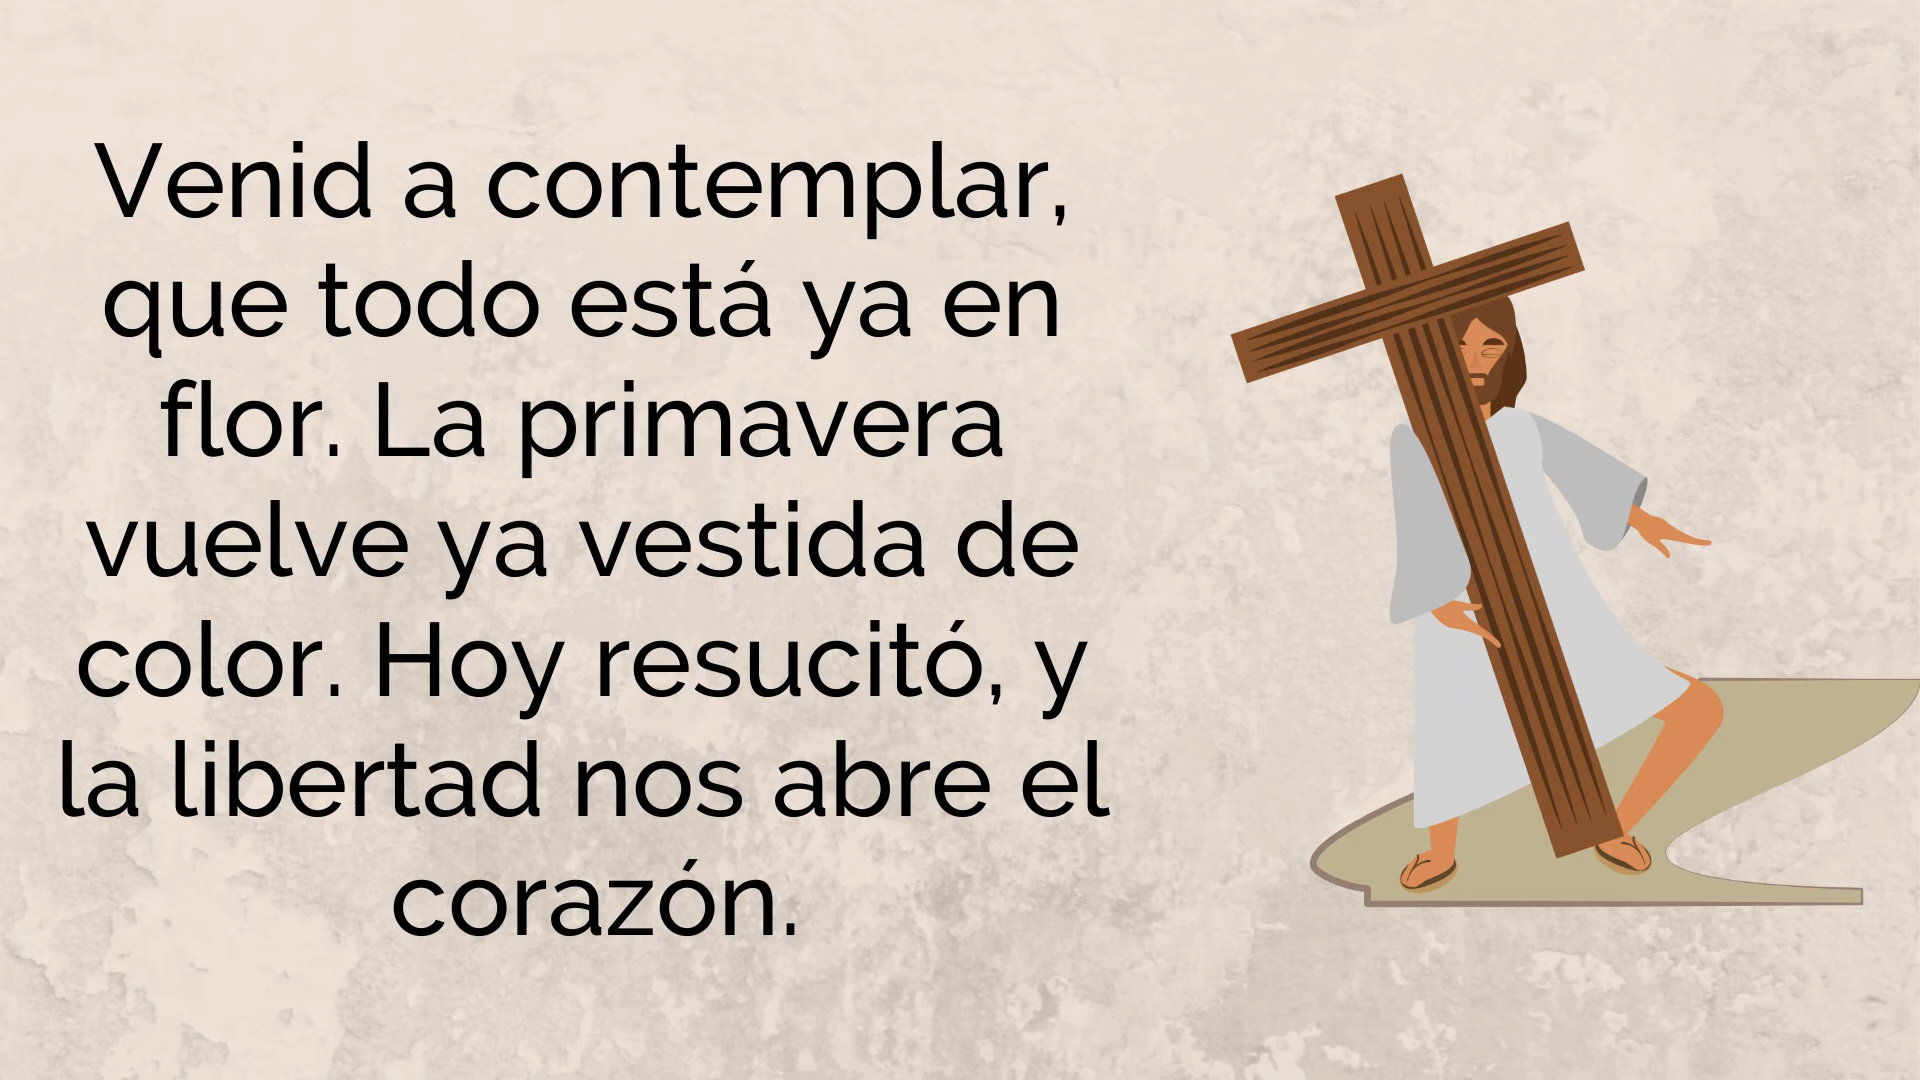 Venid a contemplar,
que todo está ya en
flor. La primavera
vuelve ya vestida de
color. Hoy resucitó, y
la libertad nos abre el
corazón.